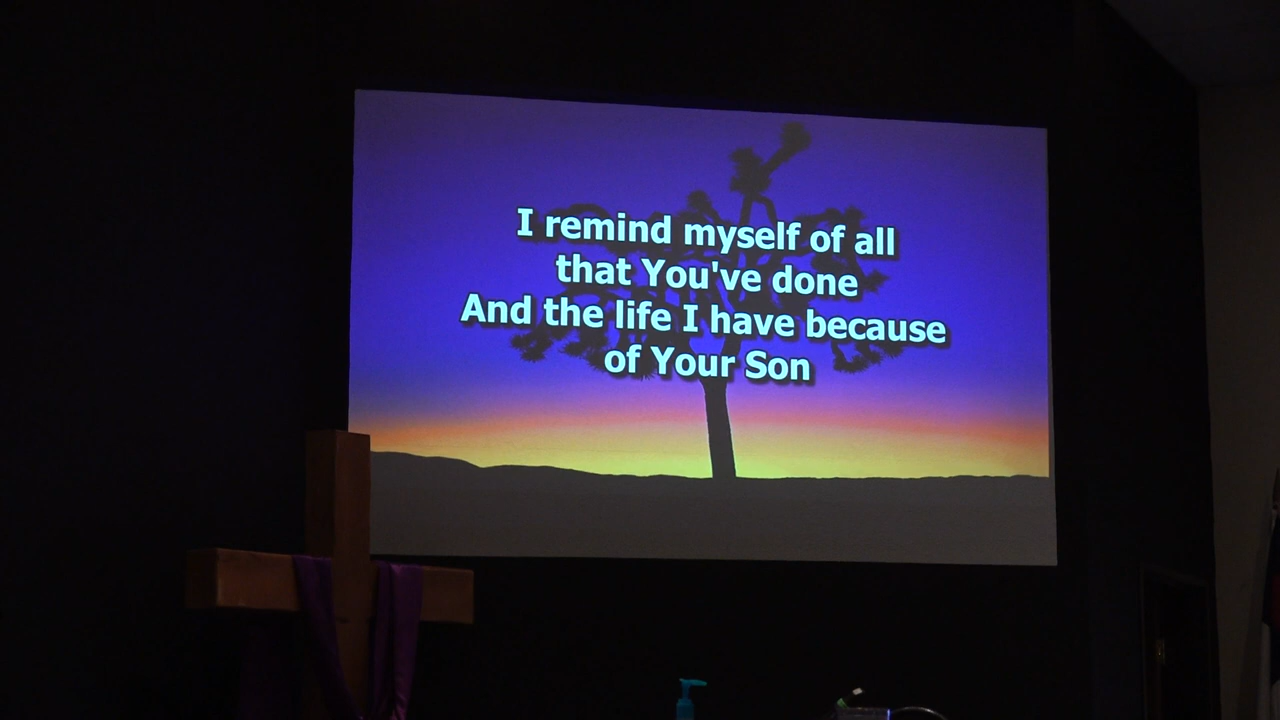 I remind myself of all
that You've done
And the life I have because
of Your Son